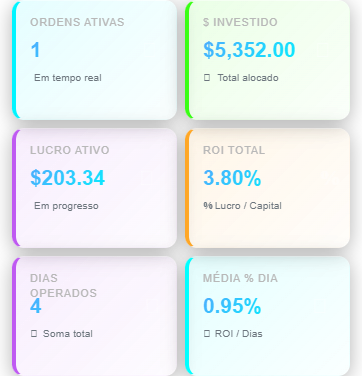 ORDENS ATIVAS
1
Em tempo real
$ INVESTIDO
$5,352.00
Total alocado
LUCRO ATIVO
$203.34
Em progresso
ROI TOTAL
3.80%
% Lucro / Capital
DIAS
OPERADOS
4
Soma total
MÉDIA % DIA
0.95%
ROI / Dias